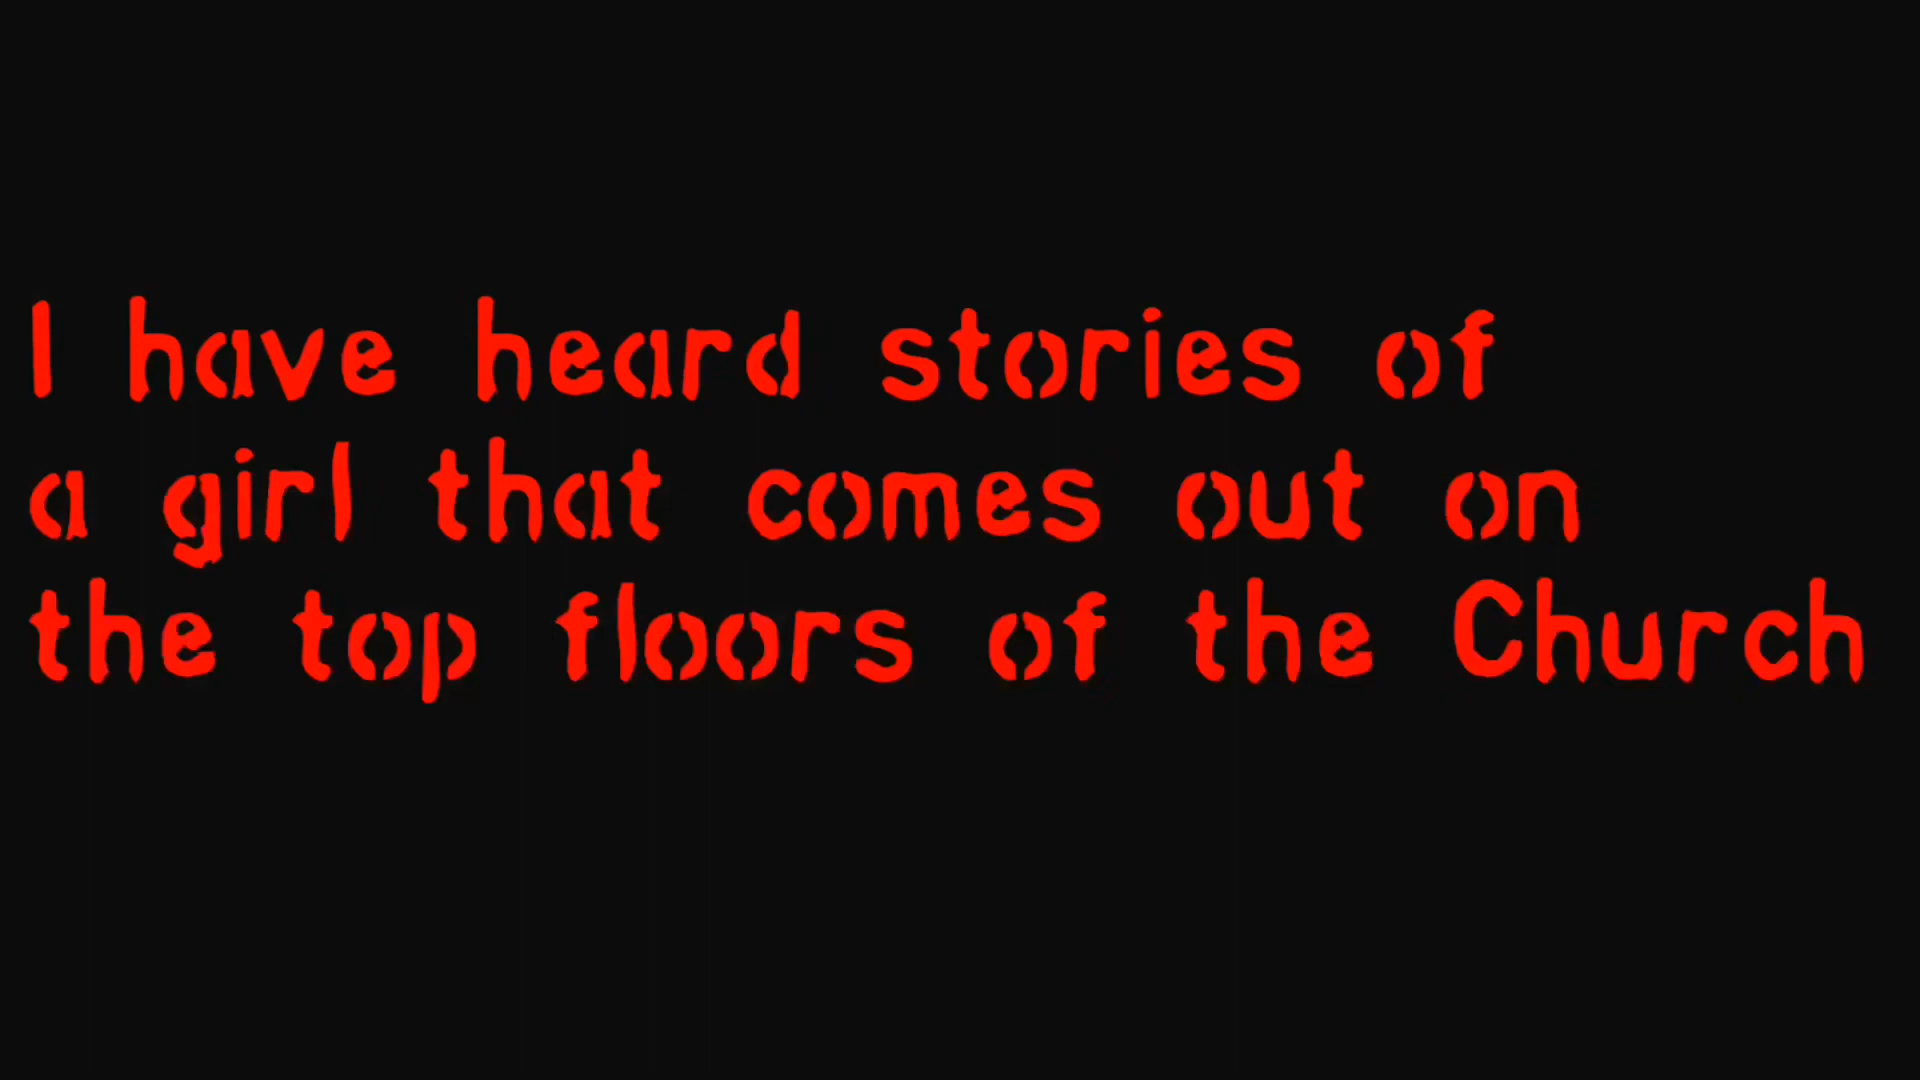 I have heard stories of
a girl that comes out on
the top floors of the Church